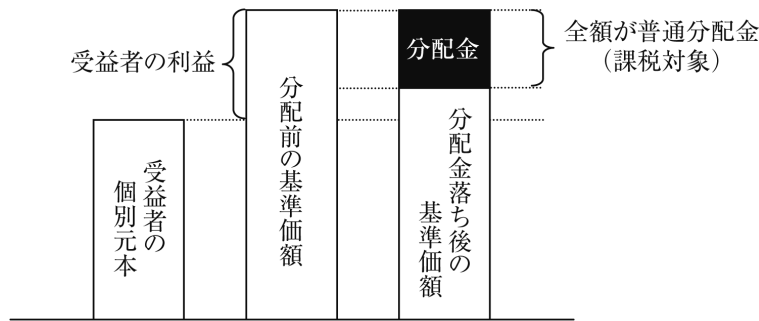 受益者の利益
分配金
全額が普通分配金
（課税対象）
受益者の
個別元本
分配前の基準価額
分配金落ち後の
基準価額